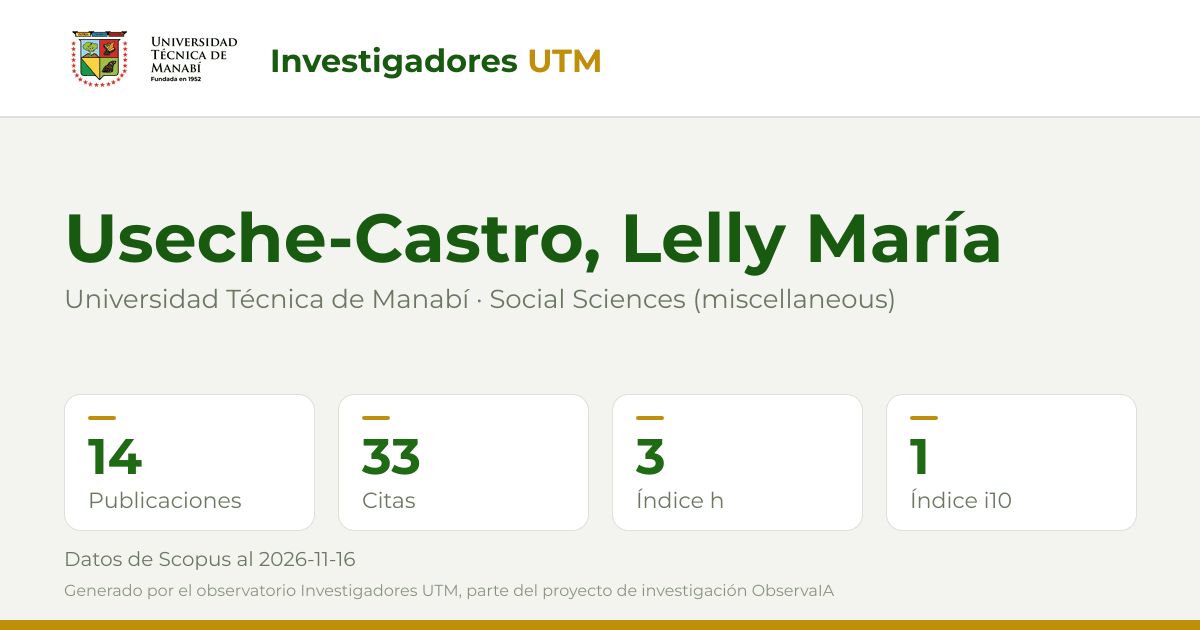 UNIVERSIDAD
TÉCNICA DE
MANABÍ
Fundada en 1952
Investigadores UTM
Useche-Castro, Lelly María
Universidad Técnica de Manabí · Social Sciences (miscellaneous)
14
Publicaciones
33
Citas
3
Índice h
1
Índice i10
Datos de Scopus al 2026-11-16
Generado por el observatorio Investigadores UTM, parte del proyecto de investigación ObservaIA